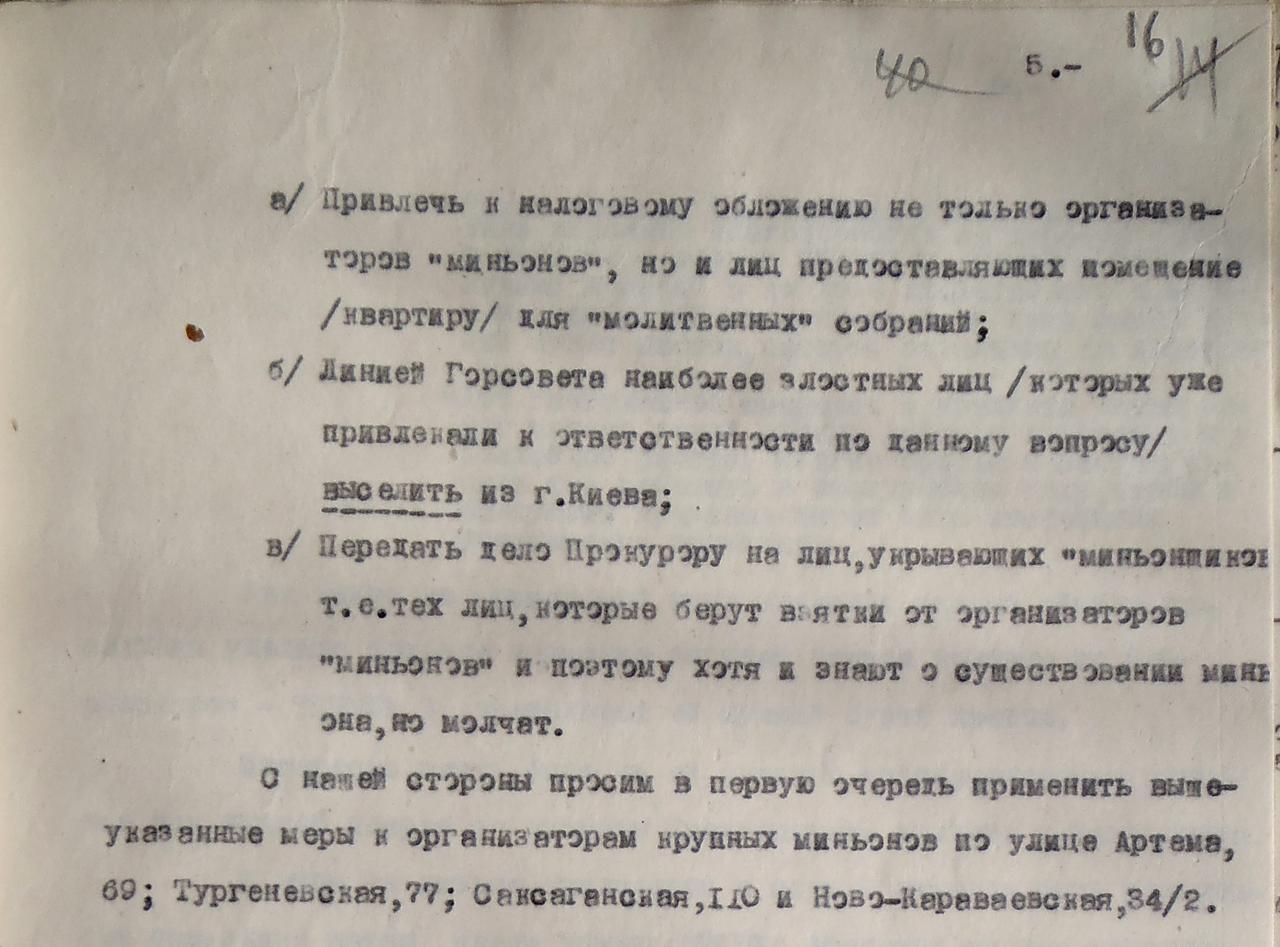 40 5.- 16 14
а/ Привлечь к налоговому обложению не только организа-
торов "миньонов", но и лиц предоставляющих помещение
/квартиру/ для "молитвенных" собраний;
б/ Линией Горсовета наиболее злостных лиц /которых уже
привлекали к ответственности по данному вопросу/
выселить из г.Киева;
в/ Передать дело Прокурору на лиц,укрывающих "миньонщиков
т.е.тех лиц,которые берут взятки от организаторов
"миньонов" и поэтому хотя и знают о существовании минь
она,но молчат.
С нашей стороны просим в первую очередь применить выше-
указанные меры к организаторам крупных миньонов по улице Артема,
69; Тургеневская,77; Саксаганская,110 и Ново-Караваевская,34/2.